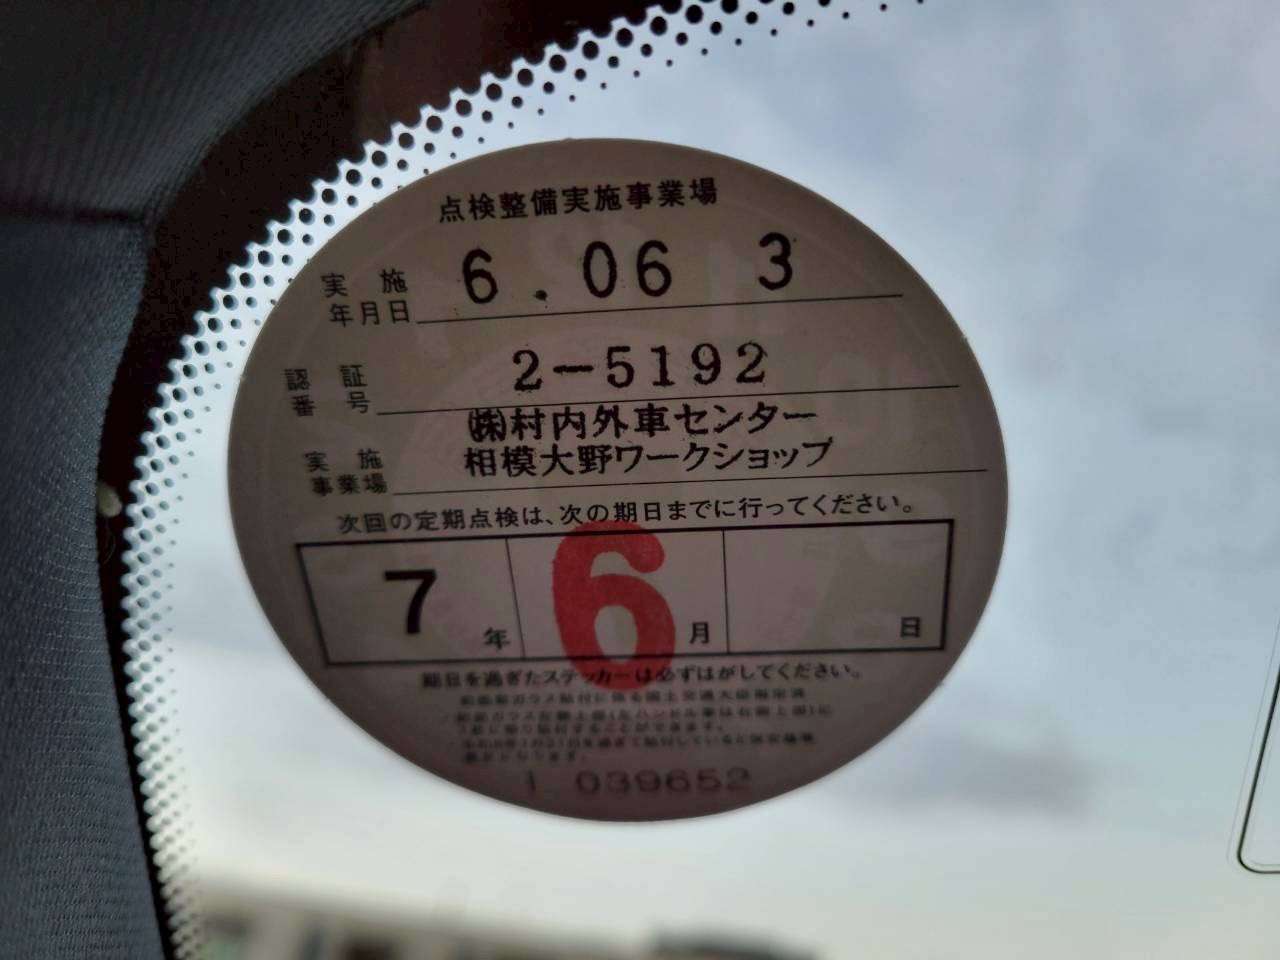 点検整備実施事業場
実施年月日 6.06 3
認証番号 2-5192
㈱村内外車センター
実施事業場 相模大野ワークショップ
次回の定期点検は、次の期日までに行ってください。
7年 6月 日
期日を過ぎたステッカーは必ずはがしてください。
039652